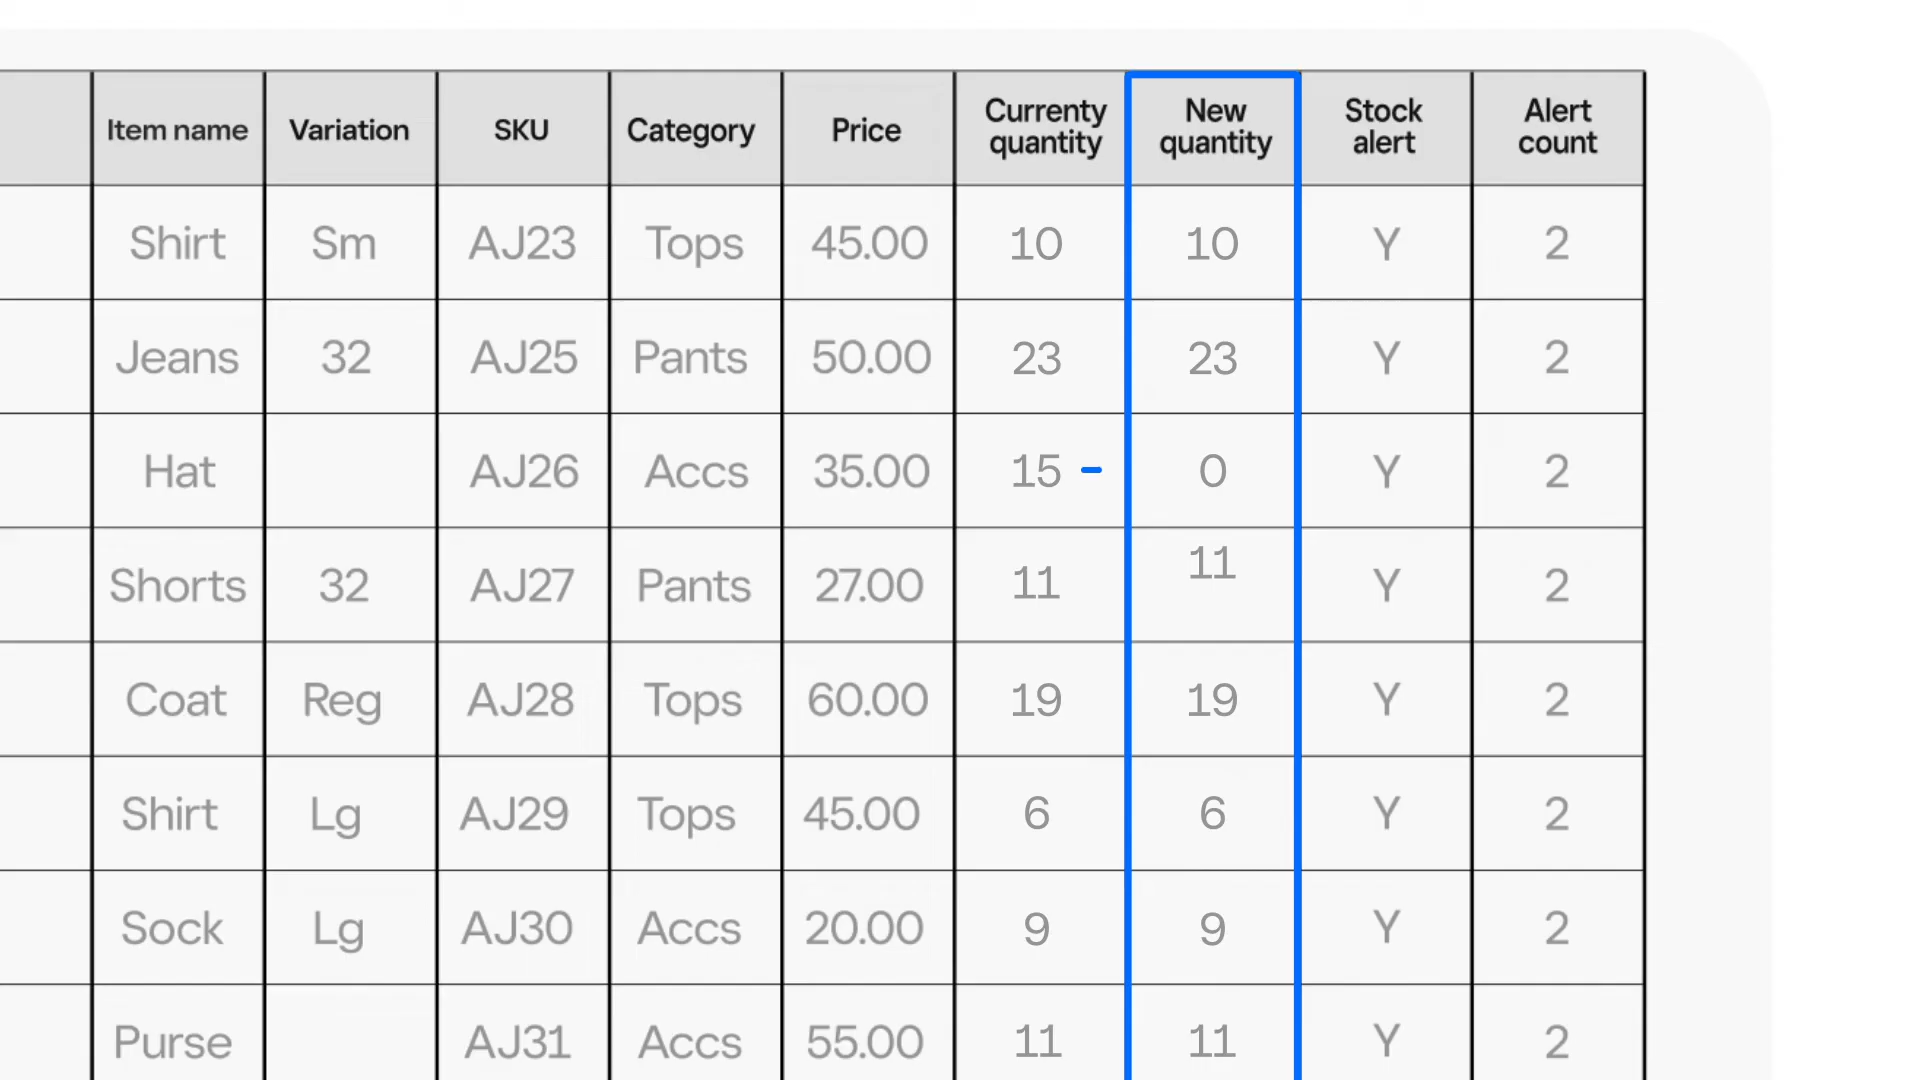 Item name Variation SKU Category Price Currenty quantity New quantity Stock alert Alert count
Shirt Sm AJ23 Tops 45.00 10 10 Y 2
Jeans 32 AJ25 Pants 50.00 23 23 Y 2
Hat AJ26 Accs 35.00 15 - 0 Y 2
Shorts 32 AJ27 Pants 27.00 11 11 Y 2
Coat Reg AJ28 Tops 60.00 19 19 Y 2
Shirt Lg AJ29 Tops 45.00 6 6 Y 2
Sock Lg AJ30 Accs 20.00 9 9 Y 2
Purse AJ31 Accs 55.00 11 11 Y 2